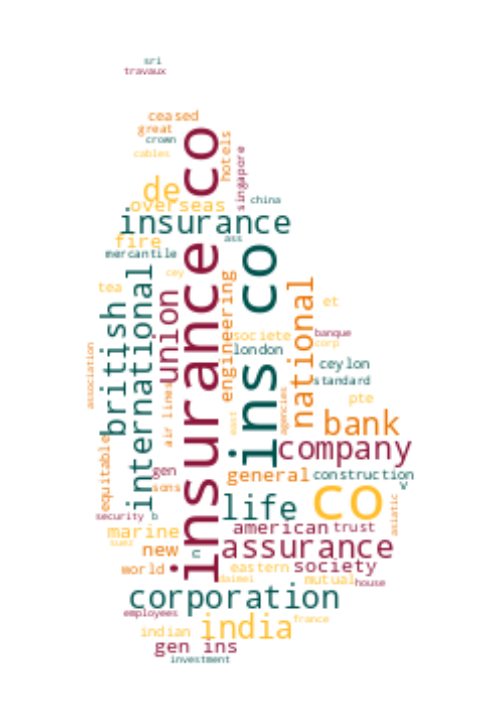 sri
travaux
ceased
great
crown
cables
insurance co
hotels
singapore
de
overseas
china
insurance
fire
ass
mercantile
ins co
cey
tea
international
british
union
engineering
national
et
societe
banque
corp
london
association
ceylon
standard
air lines
east
agencies
pte
bank
equitable
company
gen
general
construction
sons
v
life
co
asiatic
security
b
american
trust
marine
suez
new
c
assurance
world
eastern
society
daimei
mutual
house
corporation
employees
indian
india
france
gen ins
investment